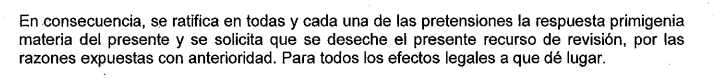 En consecuencia, se ratifica en todas y cada una de las pretensiones la respuesta primigenia
materia del presente y se solicita que se deseche el presente recurso de revisión, por las
razones expuestas con anterioridad. Para todos los efectos legales a que dé lugar.